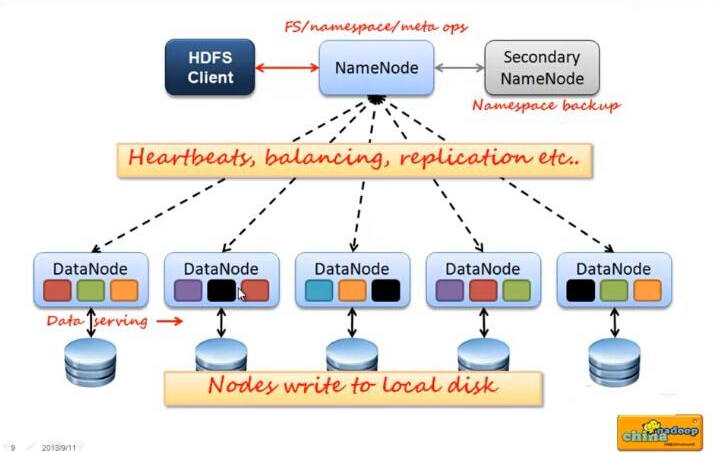 FS/namespace/meta ops
HDFS
Client
NameNode
Secondary
NameNode
Namespace backup
Heartbeats, balancing, replication etc..
DataNode
DataNode
DataNode
DataNode
DataNode
Data serving
Nodes write to local disk
china
hadoop
9
2013/9/11